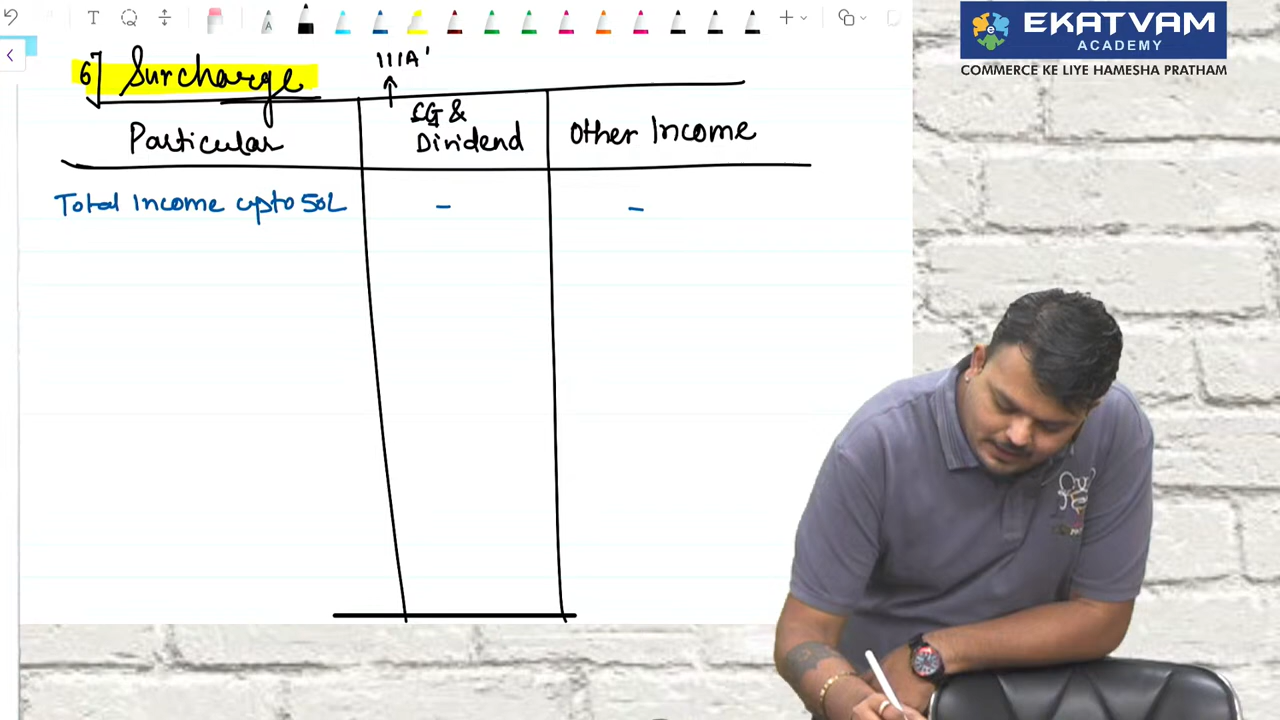 EKATVAM
ACADEMY
COMMERCE KE LIYE HAMESHA PRATHAM
6] Surcharge
111A'
Particular
CG &
Dividend
Other Income
Total Income upto 50L
-
-
T
A